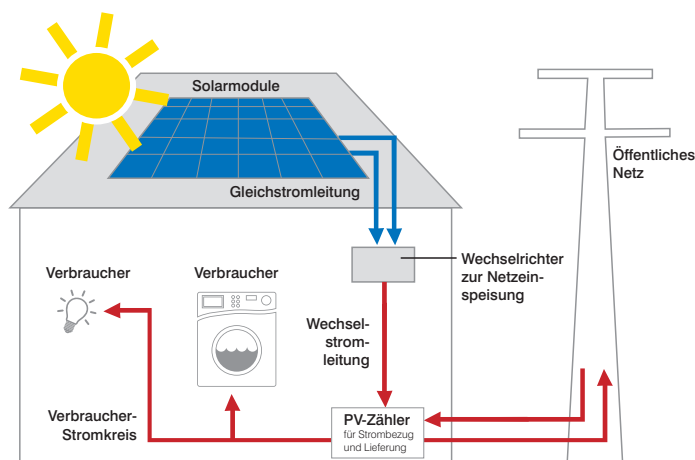 Solarmodule
Öffentliches
Netz
Gleichstromleitung
Verbraucher
Verbraucher
Wechselrichter
zur Netzein-
speisung
Wechsel-
strom-
leitung
Verbraucher-
Stromkreis
PV-Zähler
für Strombezug
und Lieferung